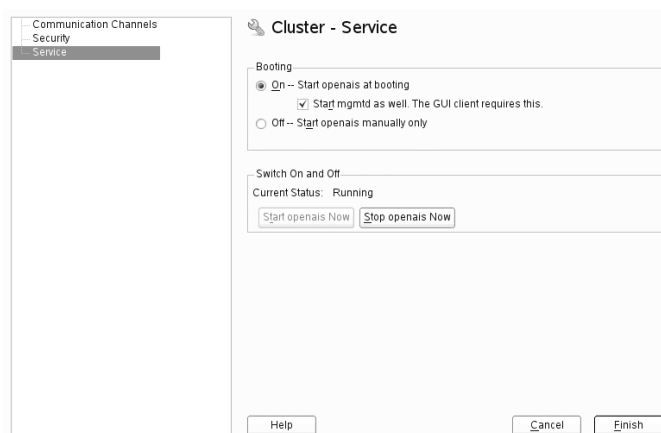 Communication Channels
Security
Service
Cluster - Service
Booting
On -- Start openais at booting
Start mgmtd as well. The GUI client requires this.
Off -- Start openais manually only
Switch On and Off
Current Status: Running
Start openais Now Stop openais Now
Help Cancel Finish